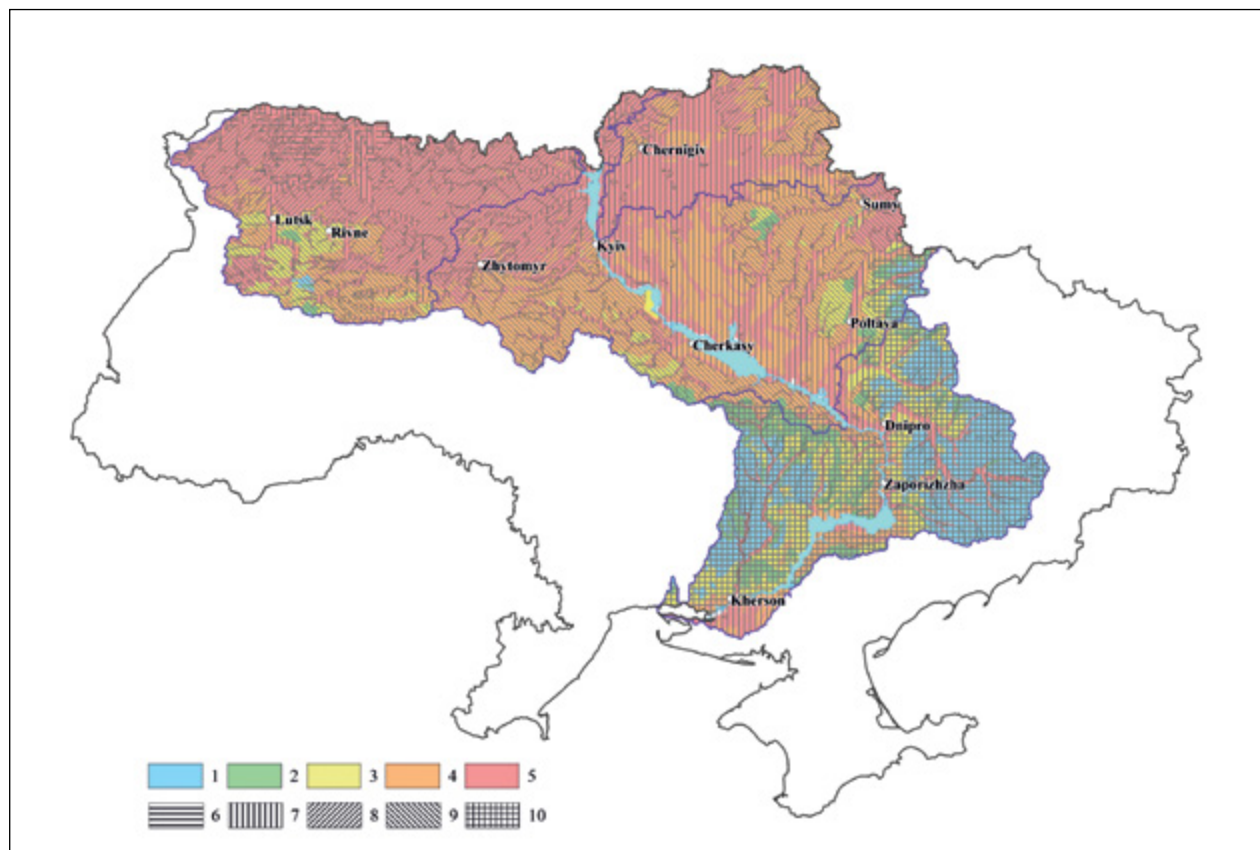 Chernigiv
Sumy
Lutsk
Rivne
Kyiv
Zhytomyr
Poltava
Cherkasy
Dnipro
Zaporizhzha
Kherson
1 2 3 4 5
6 7 8 9 10